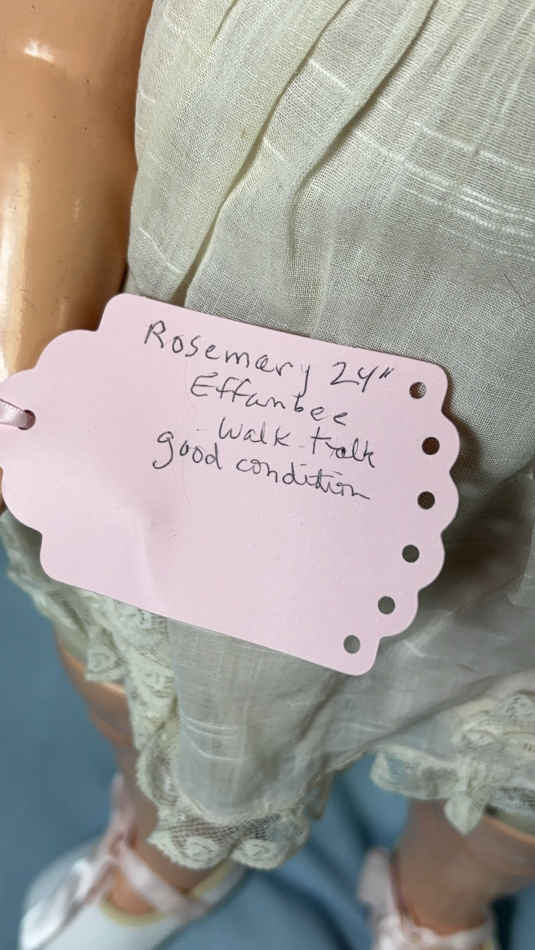 Rosemary 24"
Effanbee
- Walk - talk
good condition